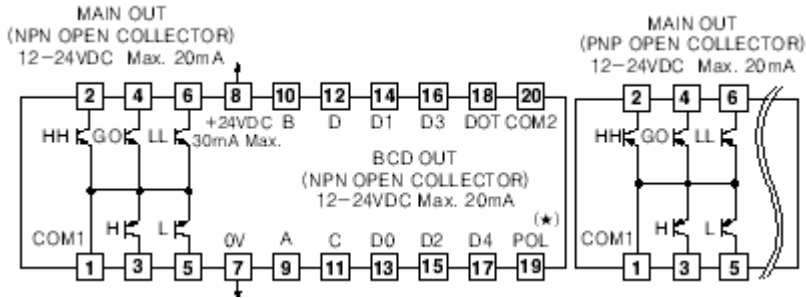 MAIN OUT
(NPN OPEN COLLECTOR)
12-24VDC Max. 20mA
2 4 6 8 10 12 14 16 18 20
HH GO LL +24VDC B D D1 D3 DOT COM2
30mA Max.
BCD OUT
(NPN OPEN COLLECTOR)
12-24VDC Max. 20mA
(★)
COM1 H L 0V A C D0 D2 D4 POL
1 3 5 7 9 11 13 15 17 19
MAIN OUT
(PNP OPEN COLLECTOR)
12-24VDC Max. 20mA
2 4 6
HH GO LL
COM1 H L
1 3 5